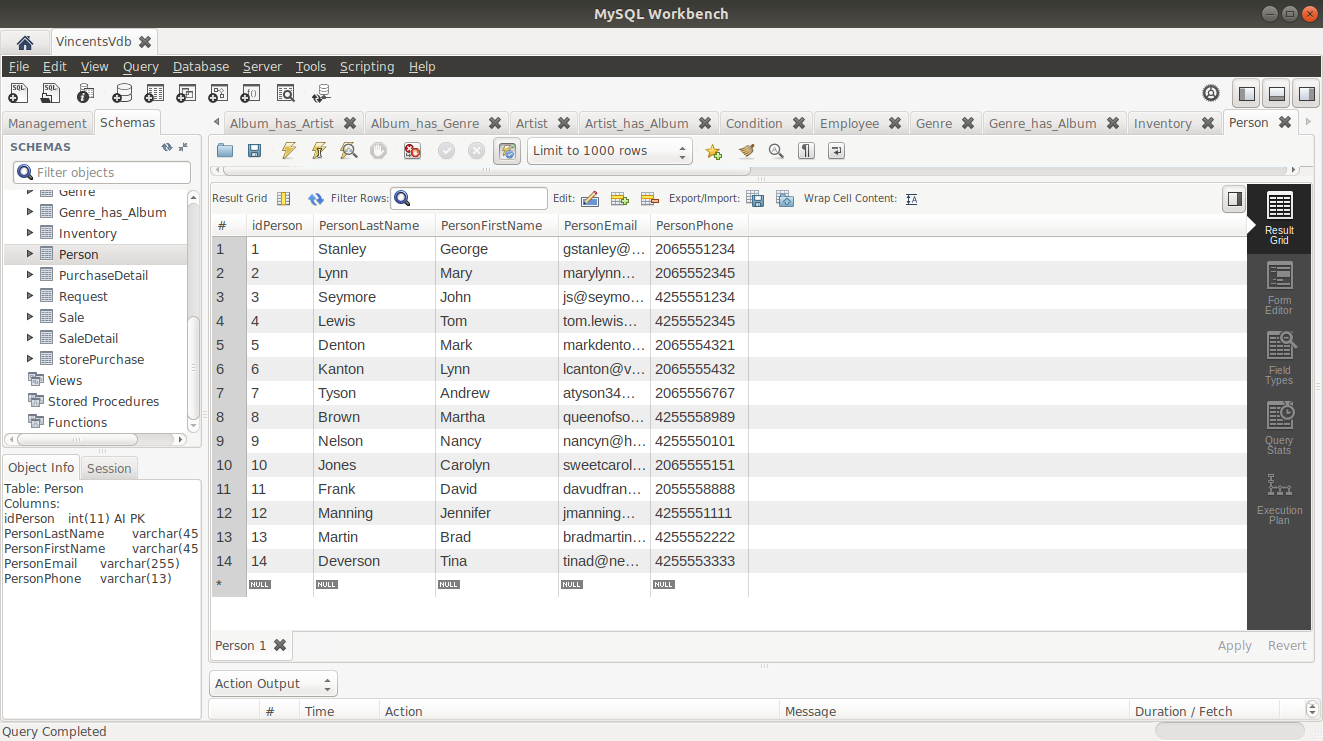 MySQL Workbench
VincentsVdb
File Edit View Query Database Server Tools Scripting Help
Management Schemas
Album_has_Artist Album_has_Genre Artist Artist_has_Album Condition Employee Genre Genre_has_Album Inventory Person
SCHEMAS
Limit to 1000 rows
Filter objects
Genre
Genre_has_Album
Inventory
Person
PurchaseDetail
Request
Sale
SaleDetail
storePurchase
Views
Stored Procedures
Functions
Object Info Session
Table: Person
Columns:
idPerson int(11) AI PK
PersonLastName varchar(45
PersonFirstName varchar(45
PersonEmail varchar(255)
PersonPhone varchar(13)
Result Grid Filter Rows: Edit: Export/Import: Wrap Cell Content:
# idPerson PersonLastName PersonFirstName PersonEmail PersonPhone
1 1 Stanley George gstanley@... 2065551234
2 2 Lynn Mary marylynn... 2065552345
3 3 Seymore John js@seymo... 4255551234
4 4 Lewis Tom tom.lewis... 4255552345
5 5 Denton Mark markdento... 2065554321
6 6 Kanton Lynn lcanton@v... 2065555432
7 7 Tyson Andrew atyson34... 2065556767
8 8 Brown Martha queenofso... 4255558989
9 9 Nelson Nancy nancyn@h... 4255550101
10 10 Jones Carolyn sweetcarol... 2065555151
11 11 Frank David davudfran... 2055558888
12 12 Manning Jennifer jmanning... 4255551111
13 13 Martin Brad bradmartin... 4255552222
14 14 Deverson Tina tinad@ne... 4255553333
* NULL NULL NULL NULL NULL
Result
Grid
Form
Editor
Field
Types
Query
Stats
Execution
Plan
Person 1
Apply Revert
Action Output
# Time Action Message Duration / Fetch
Query Completed